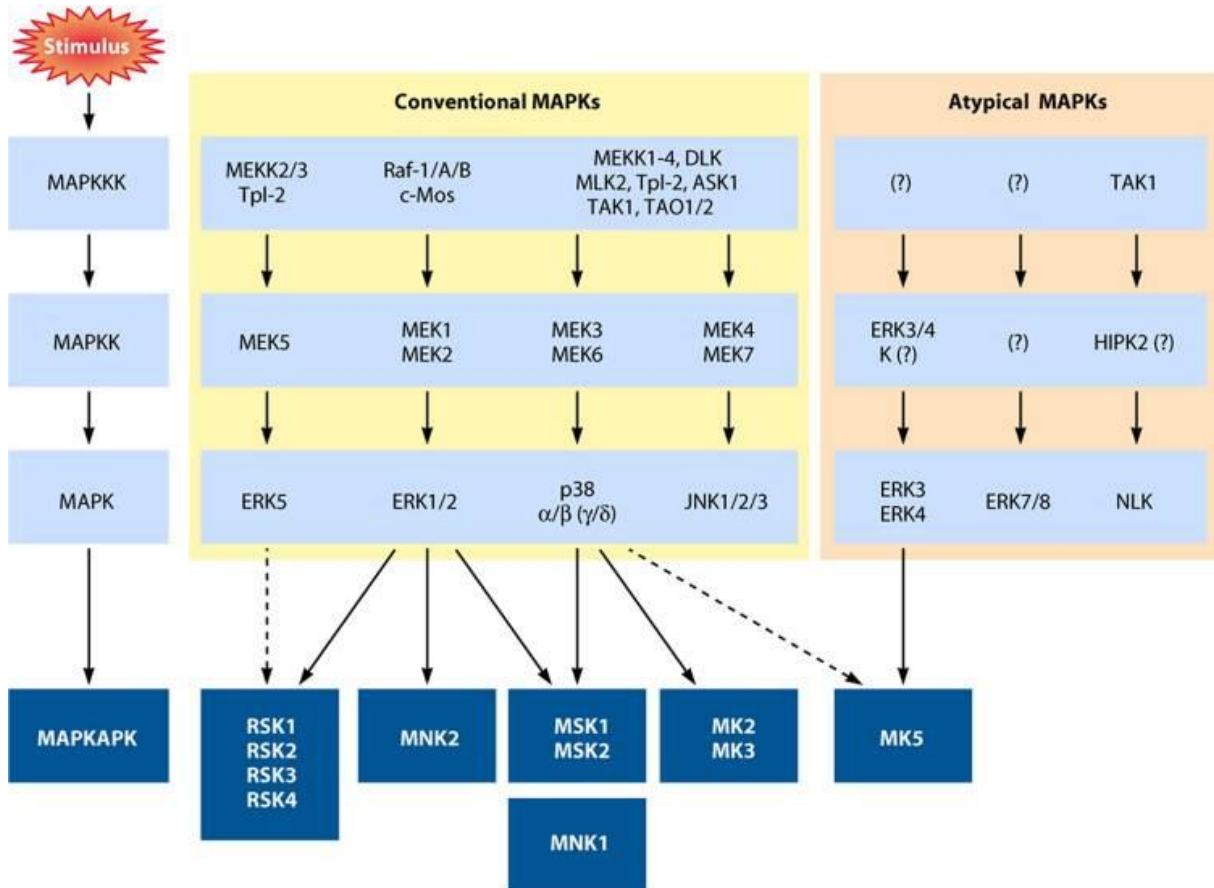 Stimulus
Conventional MAPKs
Atypical MAPKs
MAPKKK
MEKK2/3
Tpl-2
Raf-1/A/B
c-Mos
MEKK1-4, DLK
MLK2, Tpl-2, ASK1
TAK1, TAO1/2
(?)
(?)
TAK1
MAPKK
MEK5
MEK1
MEK2
MEK3
MEK6
MEK4
MEK7
ERK3/4
K (?)
(?)
HIPK2 (?)
MAPK
ERK5
ERK1/2
p38
α/β (γ/δ)
JNK1/2/3
ERK3
ERK4
ERK7/8
NLK
MAPKAPK
RSK1
RSK2
RSK3
RSK4
MNK2
MSK1
MSK2
MK2
MK3
MK5
MNK1